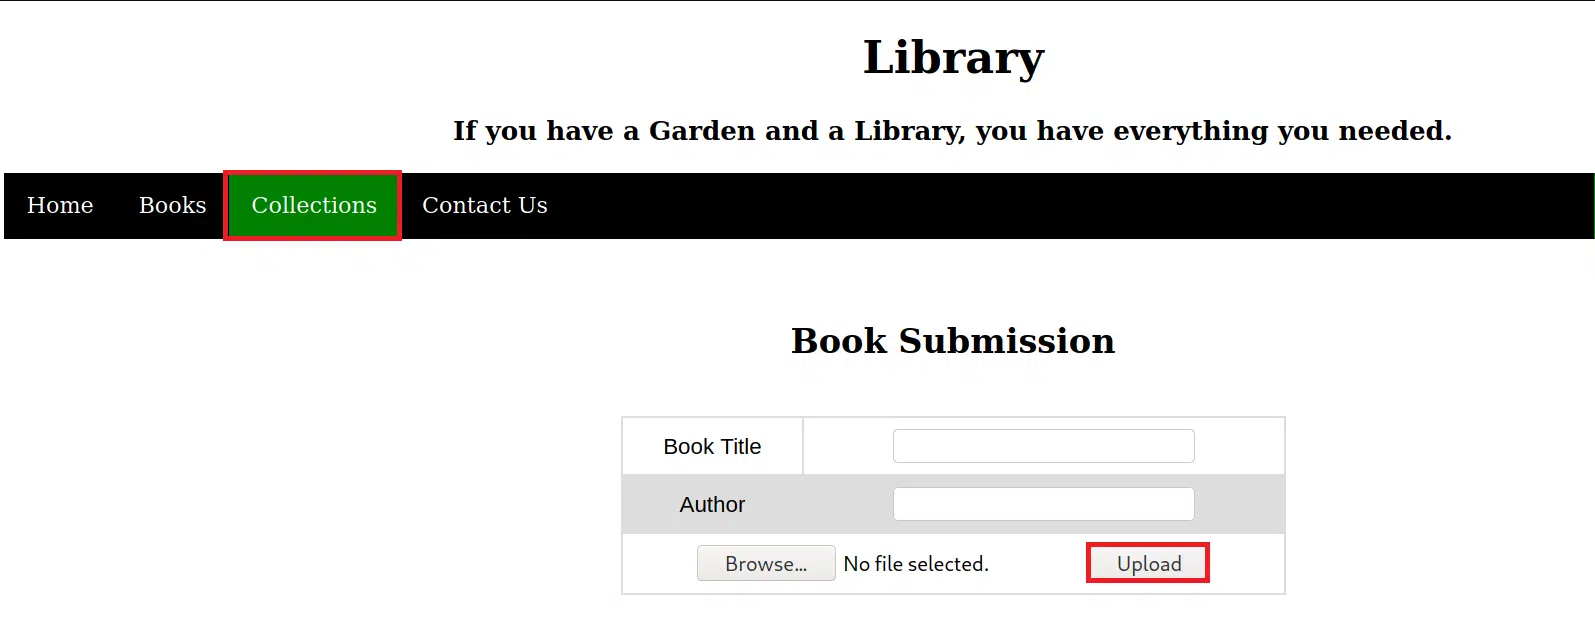 Library
If you have a Garden and a Library, you have everything you needed.
Home Books Collections Contact Us
Book Submission
Book Title
Author
Browse... No file selected. Upload